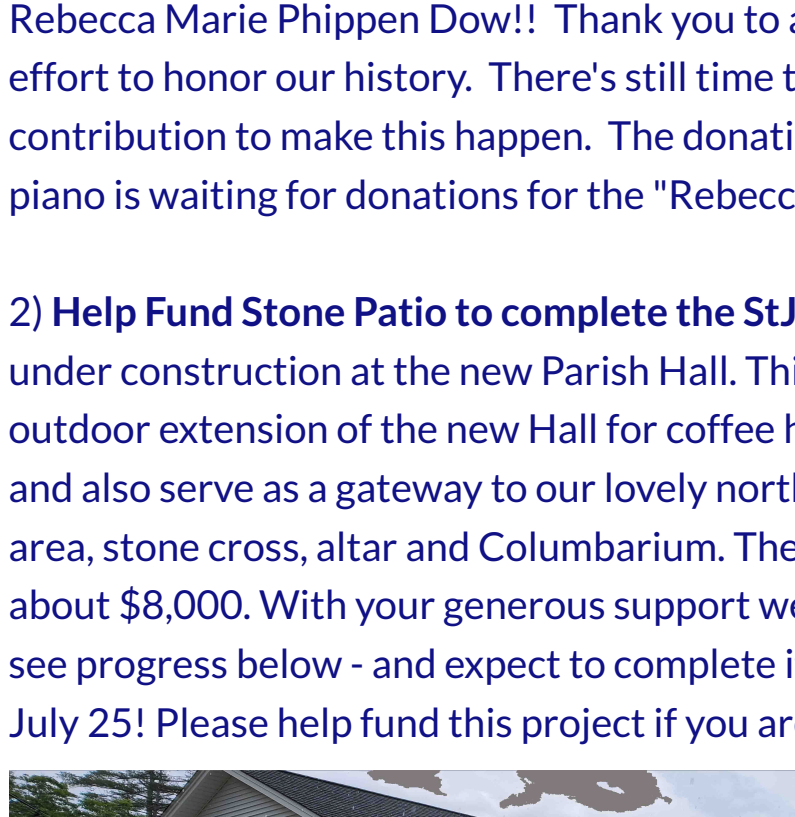 Rebecca Marie Phippen Dow!! Thank you to a
effort to honor our history. There's still time t
contribution to make this happen. The donati
piano is waiting for donations for the "Rebecc
2) Help Fund Stone Patio to complete the StJ
under construction at the new Parish Hall. Thi
outdoor extension of the new Hall for coffee h
and also serve as a gateway to our lovely nort
area, stone cross, altar and Columbarium. The
about $8,000. With your generous support we
see progress below - and expect to complete i
July 25! Please help fund this project if you ar